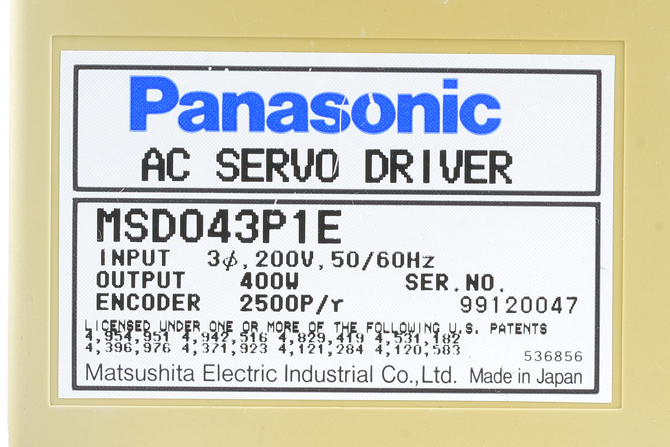 Panasonic
AC SERVO DRIVER
MSD043P1E
INPUT 3φ,200V,50/60Hz
OUTPUT 400W SER.NO.
ENCODER 2500P/r 99120047
LICENSED UNDER ONE OR MORE OF THE FOLLOWING U.S. PATENTS
4,954,951 4,942,516 4,829,419 4,531,182
4,396,976 4,371,923 4,121,284 4,120,583
536856
Matsushita Electric Industrial Co.,Ltd. Made in Japan